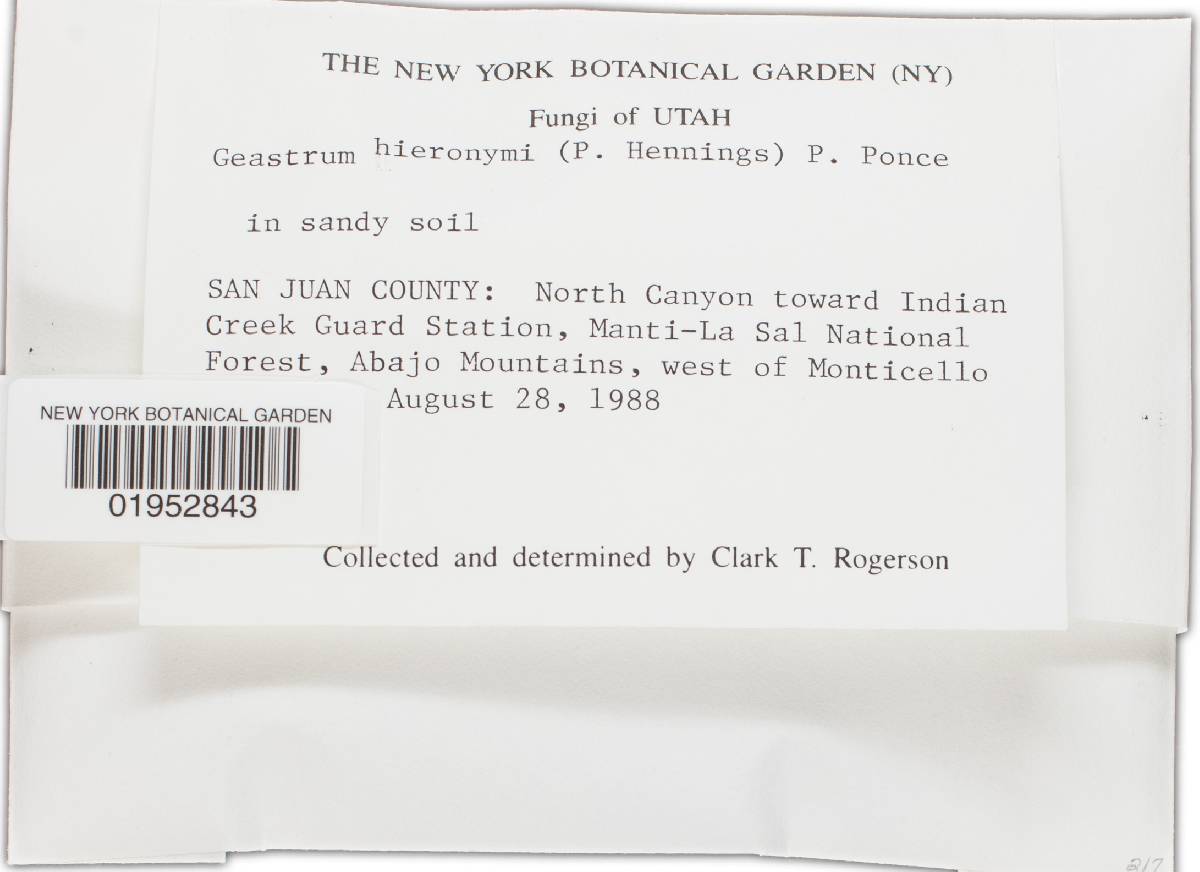 THE NEW YORK BOTANICAL GARDEN (NY)
Fungi of UTAH
Geastrum hieronymi (P. Hennings) P. Ponce
in sandy soil
SAN JUAN COUNTY: North Canyon toward Indian
Creek Guard Station, Manti-La Sal National
Forest, Abajo Mountains, west of Monticello
August 28, 1988
NEW YORK BOTANICAL GARDEN
01952843
Collected and determined by Clark T. Rogerson
217